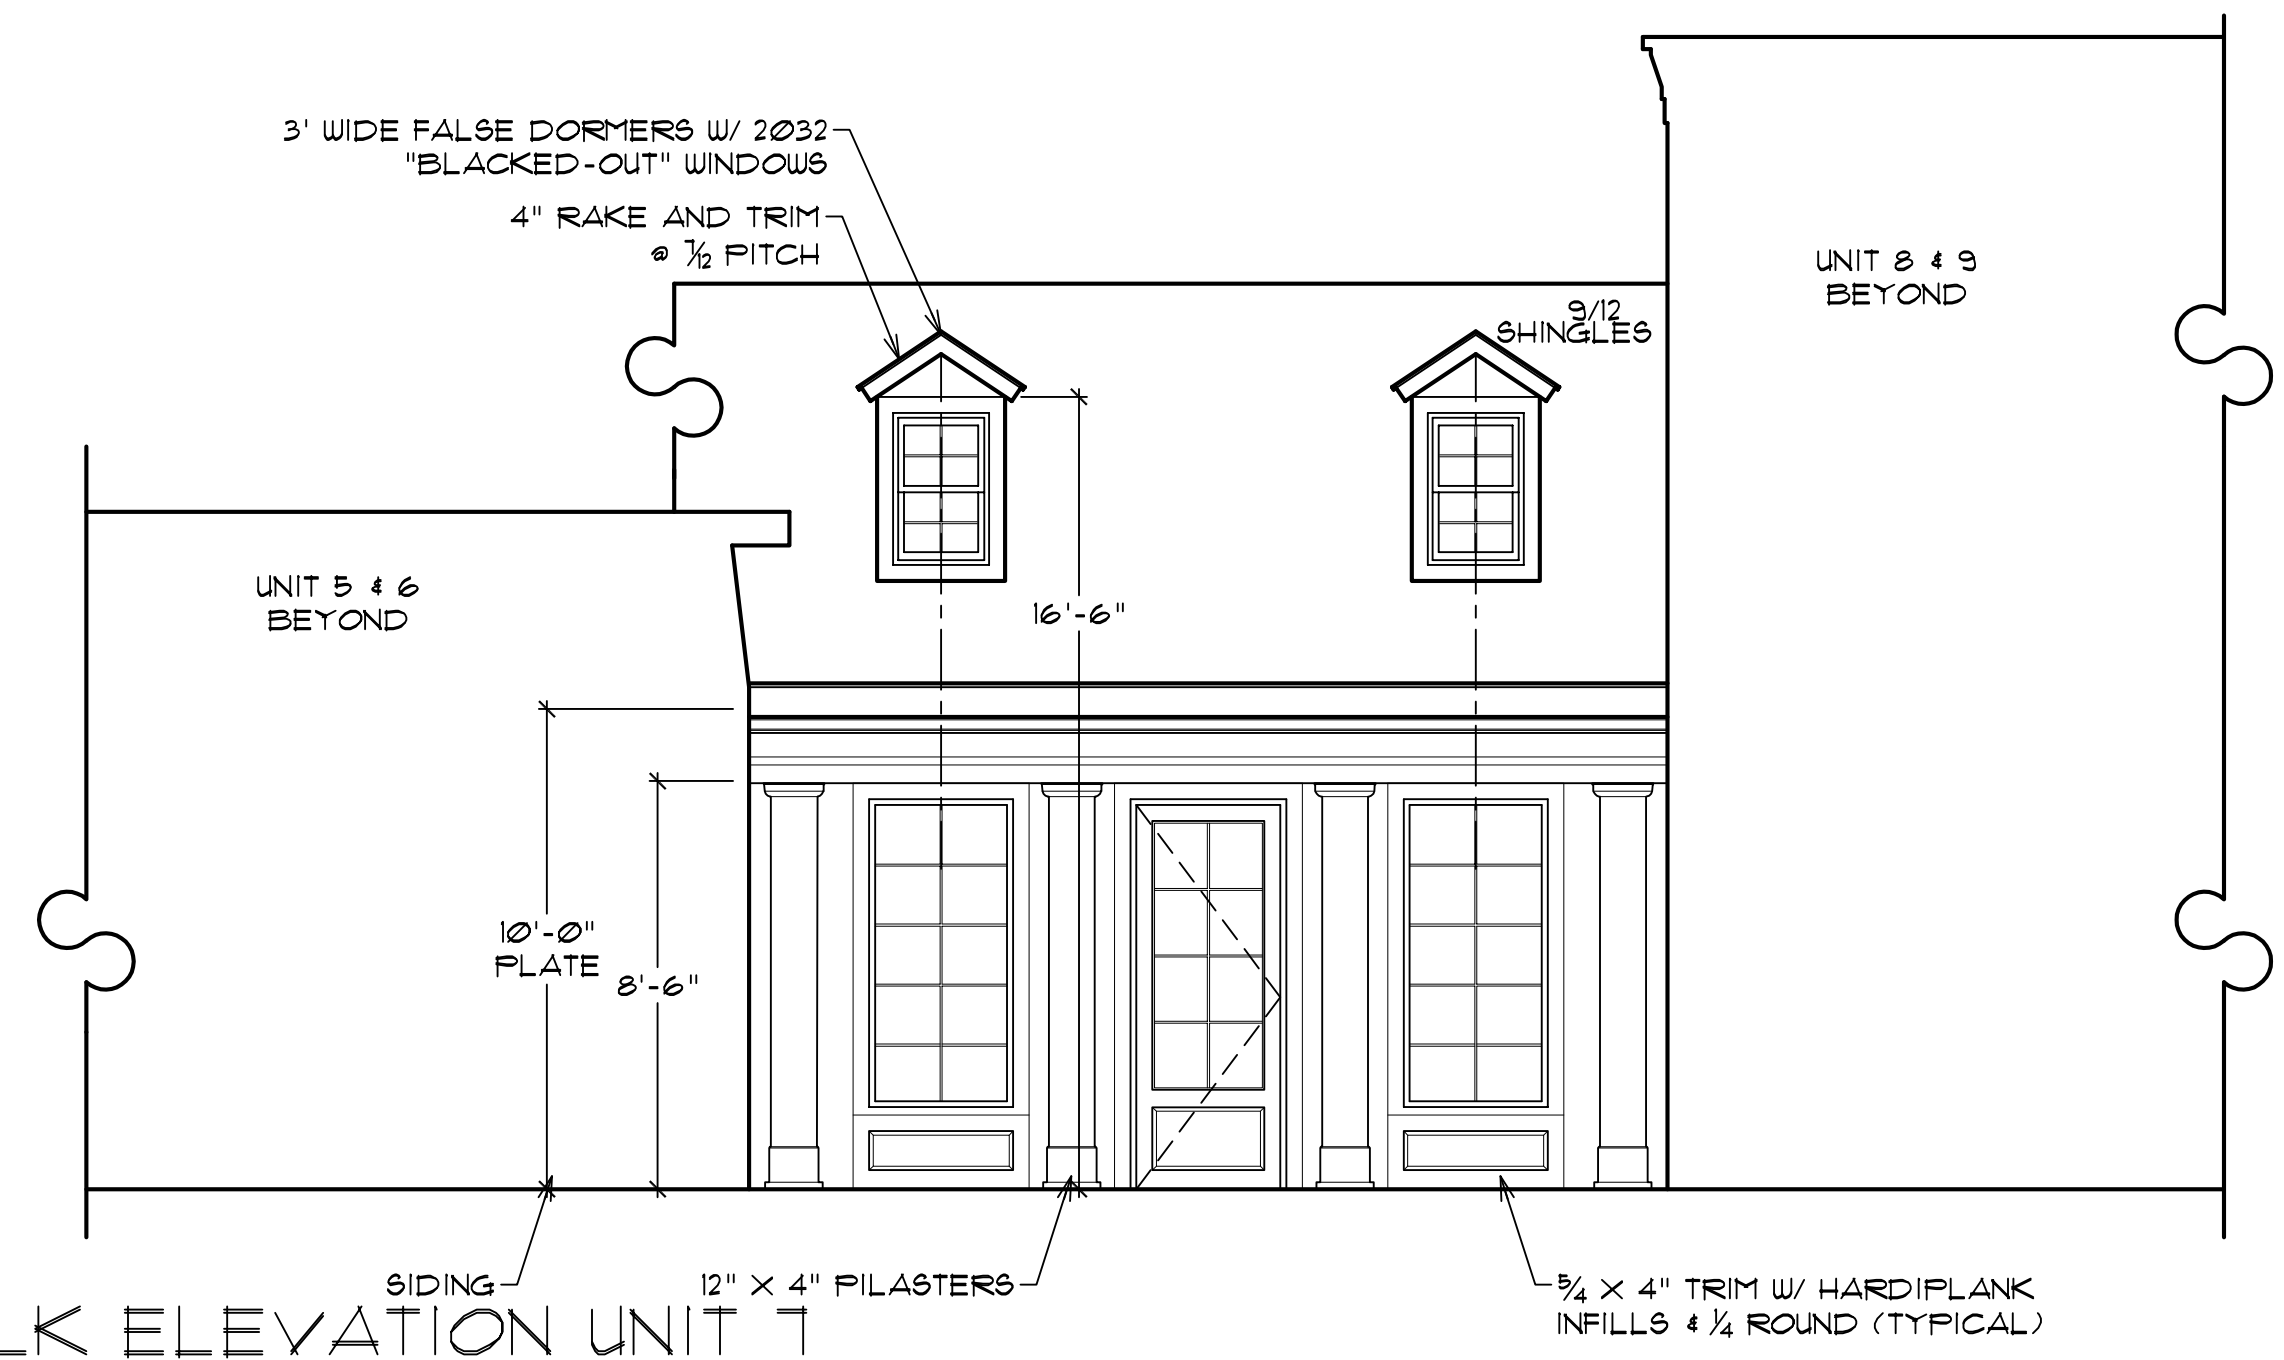 3' WIDE FALSE DORMERS W/ 2032
"BLACKED-OUT" WINDOWS
4" RAKE AND TRIM
@ 7/12 PITCH
UNIT 8 & 9
BEYOND
9/12
SHINGLES
UNIT 5 & 6
BEYOND
16'-6"
10'-0"
PLATE
8'-6"
SIDING
12" X 4" PILASTERS
5/4 X 4" TRIM W/ HARDIPLANK
INFILLS & 1/4 ROUND (TYPICAL)
LK ELEVATION UNIT 7